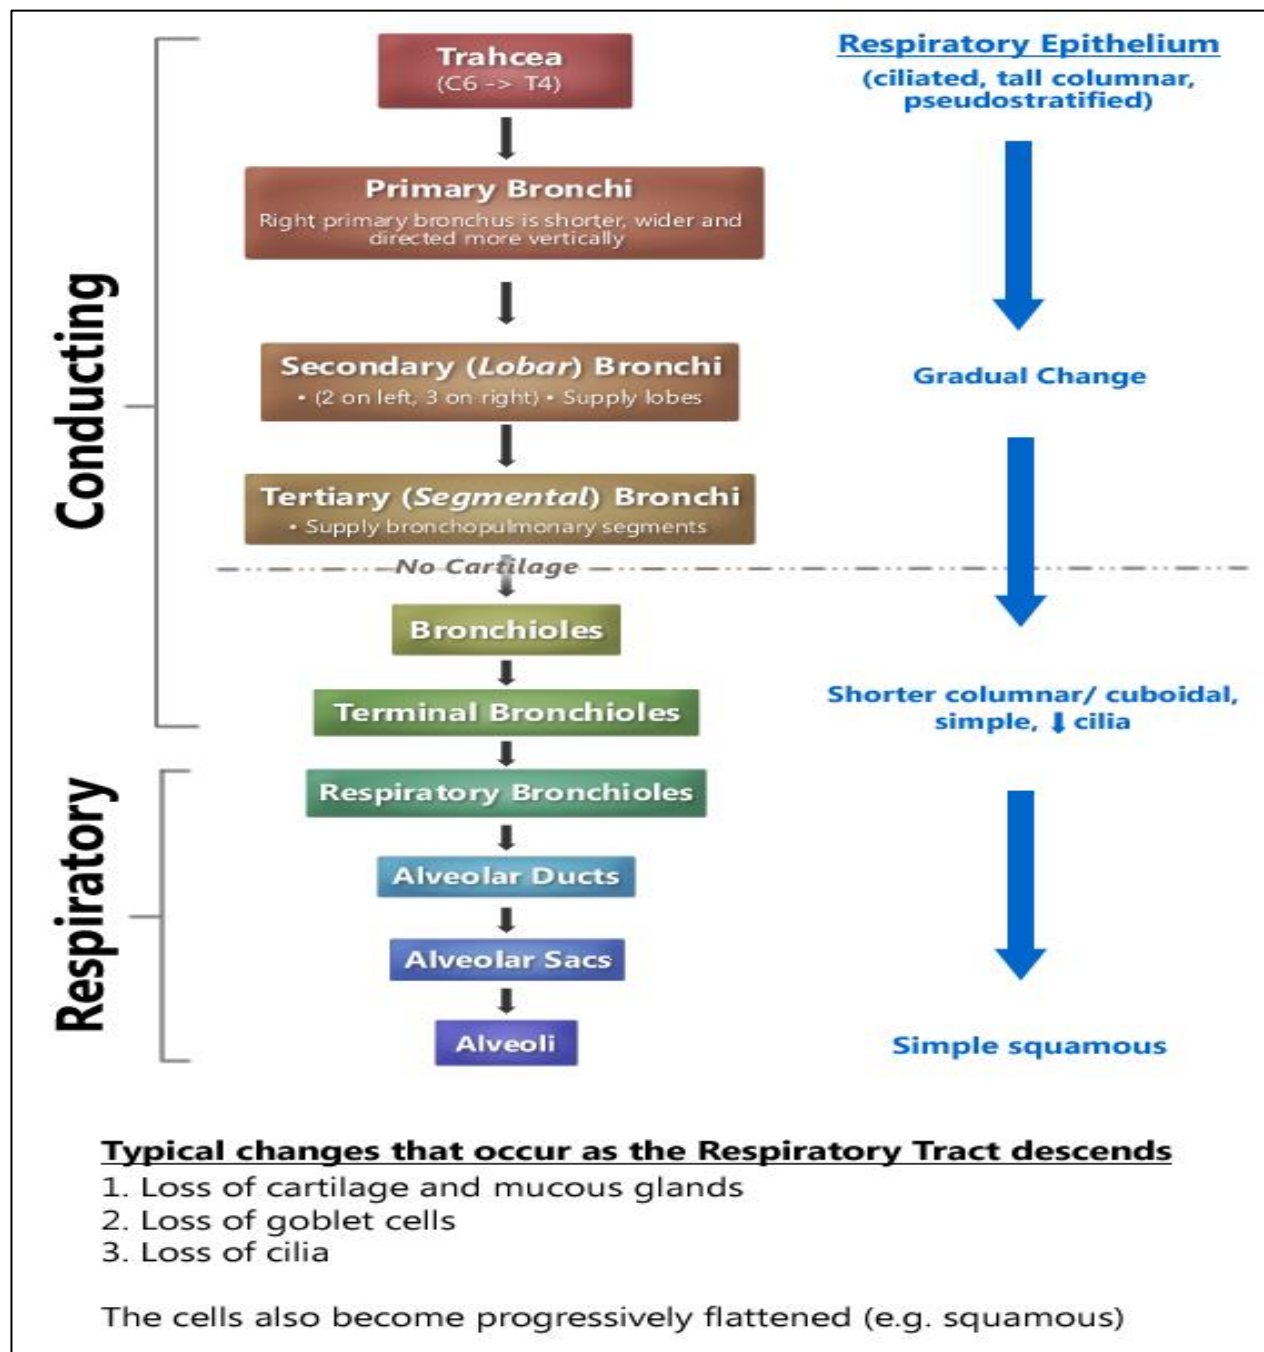 Trahcea
(C6 -> T4)
Respiratory Epithelium
(ciliated, tall columnar,
pseudostratified)
Primary Bronchi
Right primary bronchus is shorter, wider and
directed more vertically
Conducting
Secondary (Lobar) Bronchi
• (2 on left, 3 on right) • Supply lobes
Gradual Change
Tertiary (Segmental) Bronchi
• Supply bronchopulmonary segments
No Cartilage
Bronchioles
Terminal Bronchioles
Shorter columnar/ cuboidal,
simple, ⬇ cilia
Respiratory
Respiratory Bronchioles
Alveolar Ducts
Alveolar Sacs
Alveoli
Simple squamous
Typical changes that occur as the Respiratory Tract descends
1. Loss of cartilage and mucous glands
2. Loss of goblet cells
3. Loss of cilia
The cells also become progressively flattened (e.g. squamous)